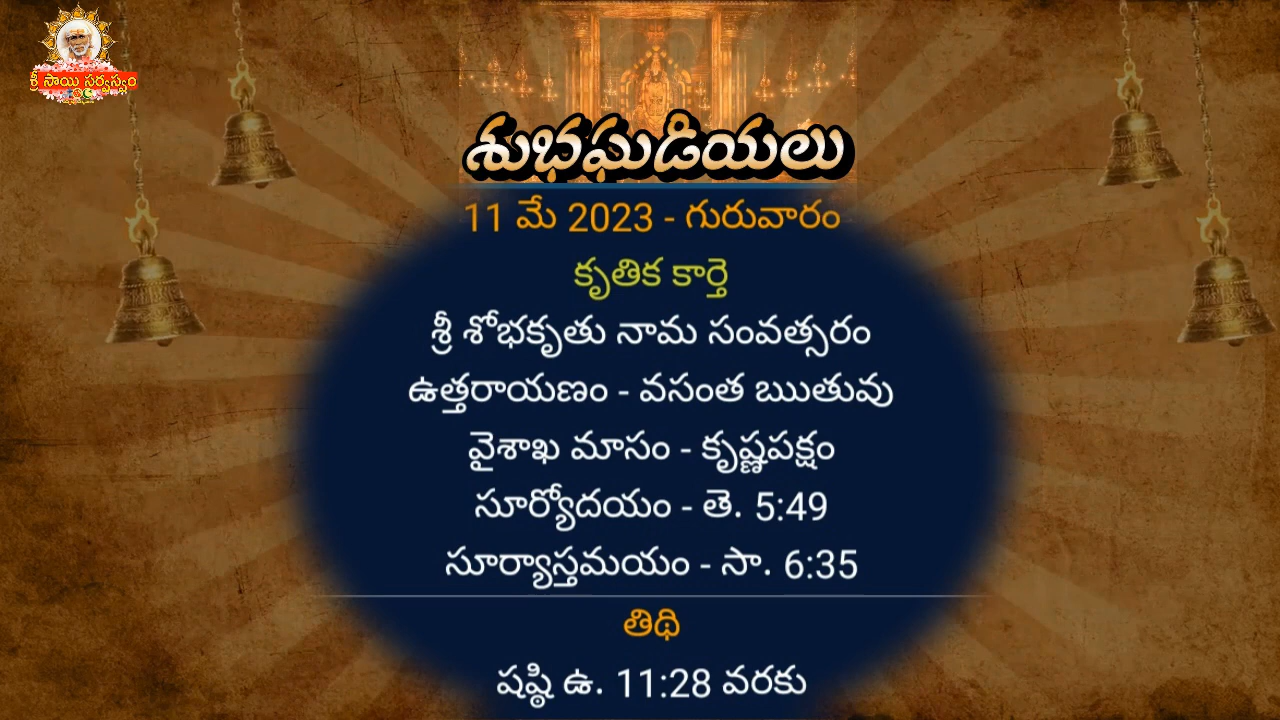 శ్రీ సాయి సర్వస్వం
శుభఘడియలు
11 మే 2023 - గురువారం
కృతిక కార్తె
శ్రీ శోభకృతు నామ సంవత్సరం
ఉత్తరాయణం - వసంత ఋతువు
వైశాఖ మాసం - కృష్ణపక్షం
సూర్యోదయం - తె. 5:49
సూర్యాస్తమయం - సా. 6:35
తిథి
షష్ఠి ఉ. 11:28 వరకు